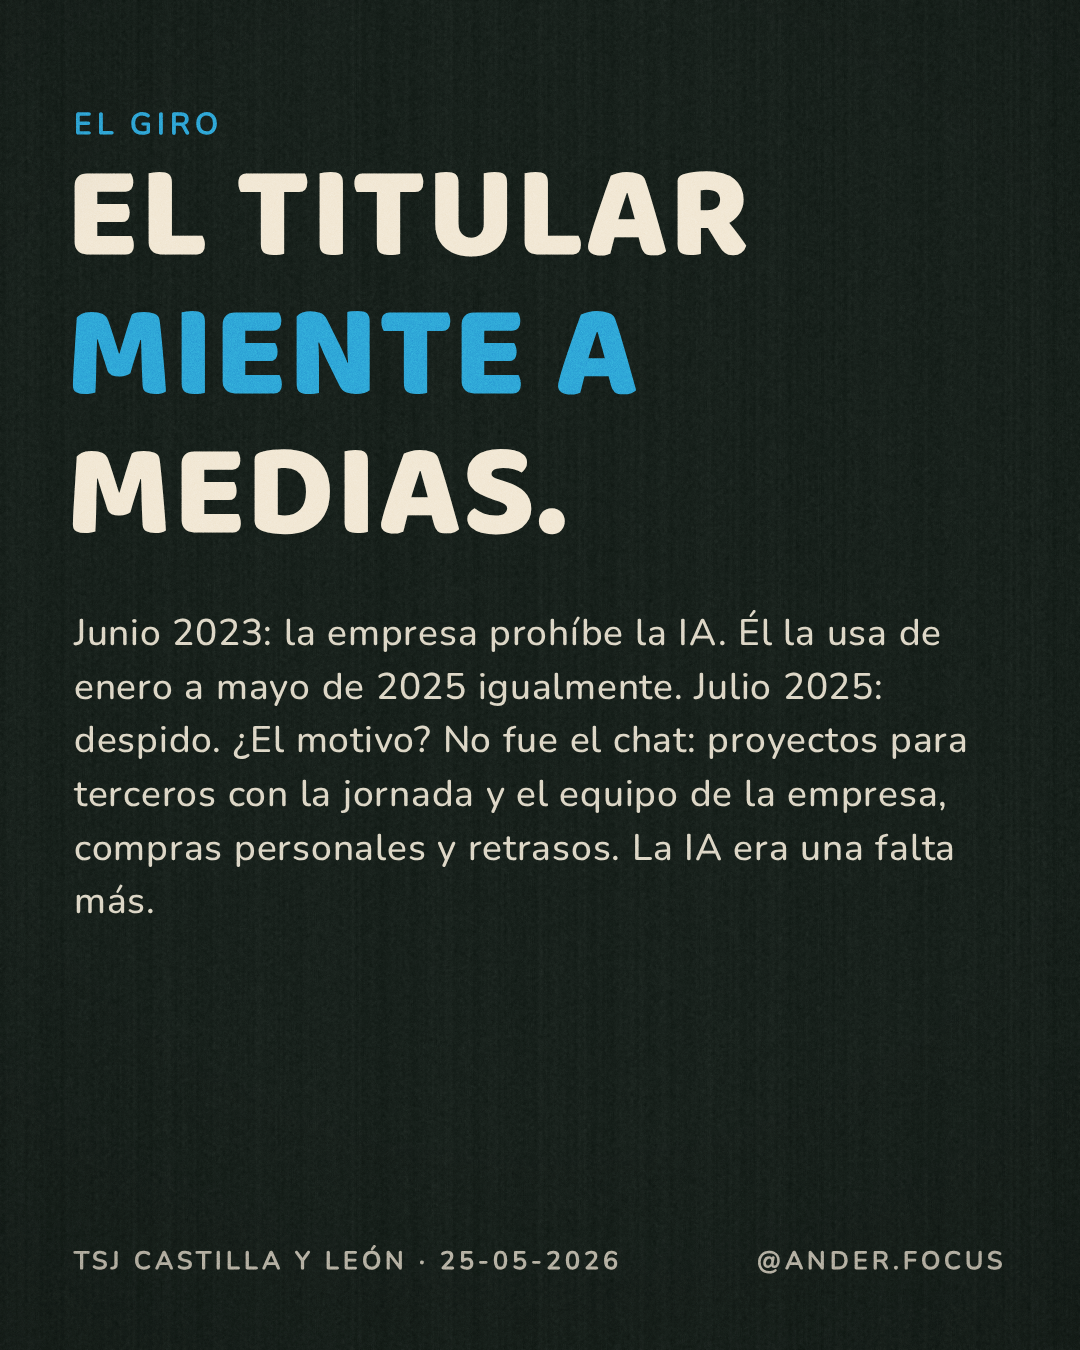 EL GIRO
EL TITULAR
MIENTE A
MEDIAS.
Junio 2023: la empresa prohíbe la IA. Él la usa de
enero a mayo de 2025 igualmente. Julio 2025:
despido. ¿El motivo? No fue el chat: proyectos para
terceros con la jornada y el equipo de la empresa,
compras personales y retrasos. La IA era una falta
más.
TSJ CASTILLA Y LEÓN · 25-05-2026
@ANDER.FOCUS